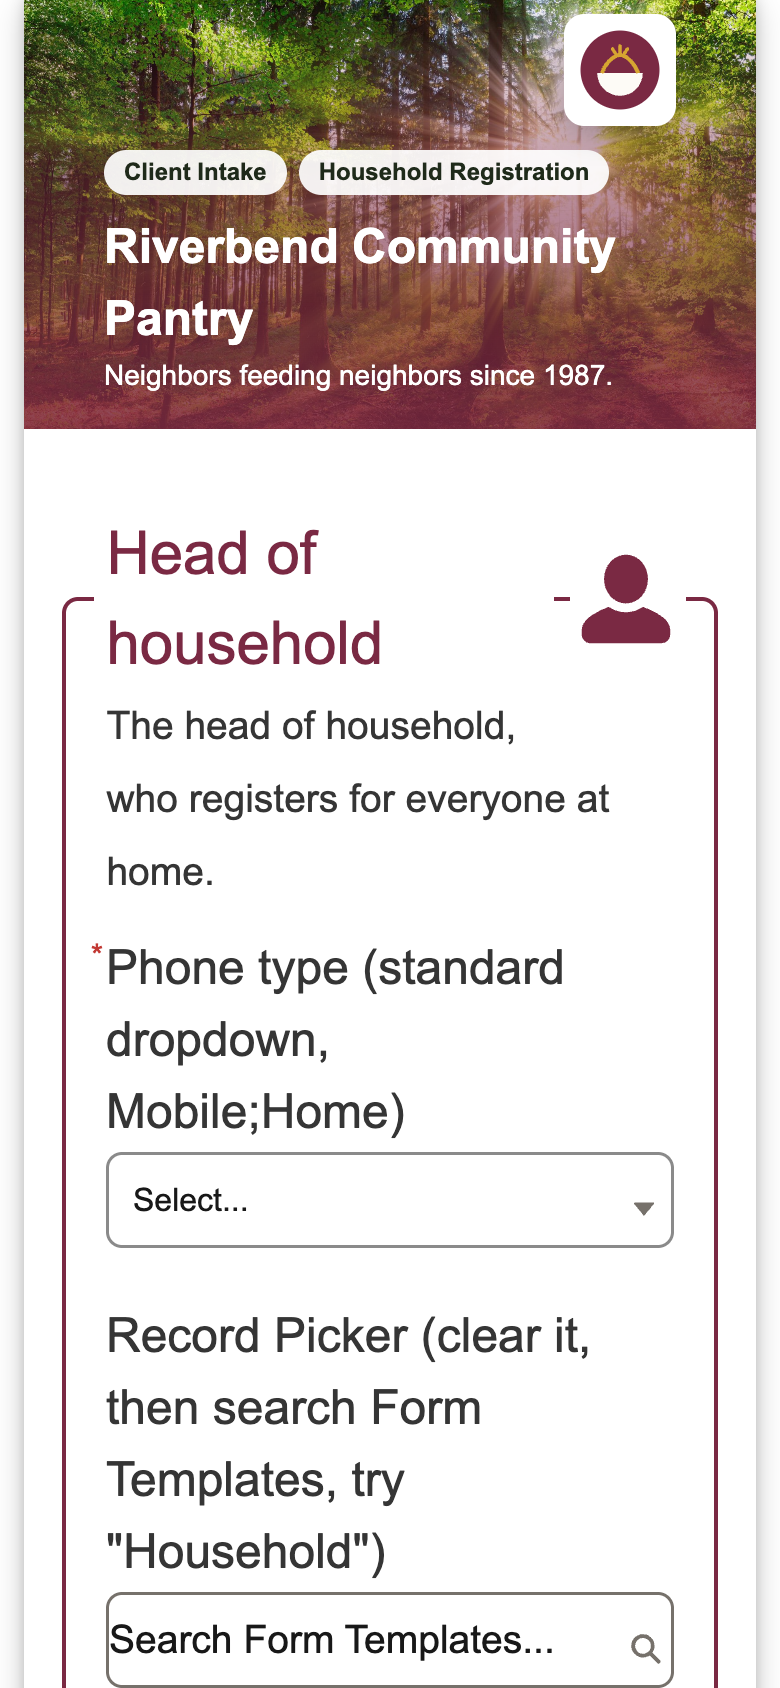 Client Intake
Household Registration
Riverbend Community
Pantry
Neighbors feeding neighbors since 1987.
Head of
household
The head of household,
who registers for everyone at
home.
*Phone type (standard
dropdown,
Mobile;Home)
Select...
Record Picker (clear it,
then search Form
Templates, try
"Household")
Search Form Templates...